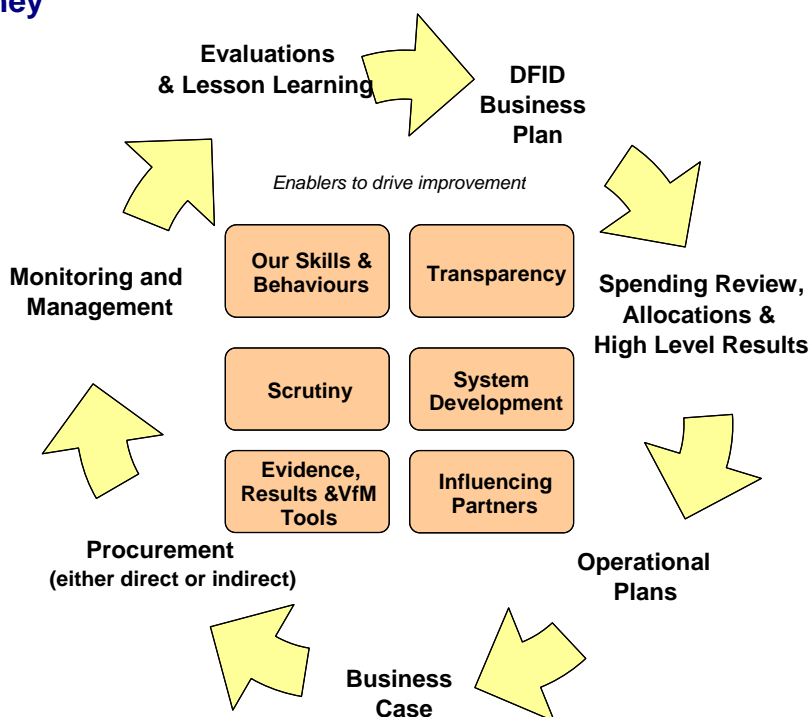 Evaluations
& Lesson Learning
DFID
Business
Plan
Enablers to drive improvement
Our Skills &
Behaviours
Transparency
Monitoring and
Management
Spending Review,
Allocations &
High Level Results
Scrutiny
System
Development
Evidence,
Results &VfM
Tools
Influencing
Partners
Procurement
(either direct or indirect)
Operational
Plans
Business
Case